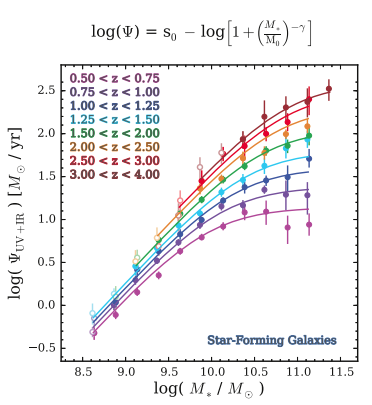 log(Ψ) = s₀ − log[1+(M*/M₀)^−γ]
0.50 < z < 0.75
0.75 < z < 1.00
1.00 < z < 1.25
1.25 < z < 1.50
1.50 < z < 2.00
2.00 < z < 2.50
2.50 < z < 3.00
3.00 < z < 4.00
Star-Forming Galaxies
log( Ψ_UV+IR ) [M_⊙ / yr]
2.5
2.0
1.5
1.0
0.5
0.0
−0.5
8.5 9.0 9.5 10.0 10.5 11.0 11.5
log( M* / M_⊙ )